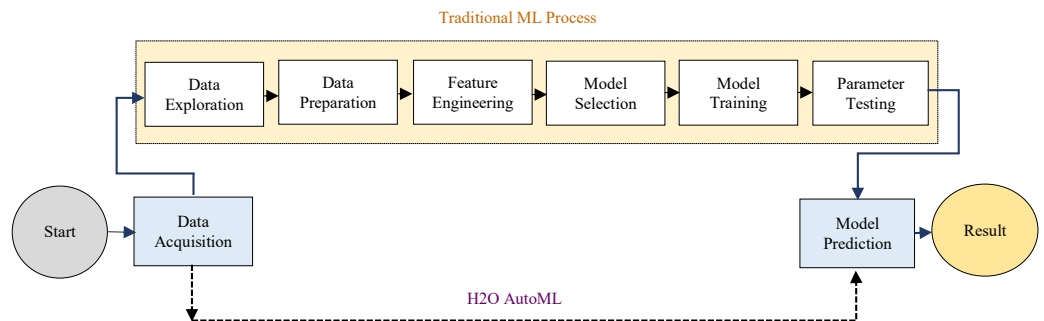 Traditional ML Process
Data
Exploration
Data
Preparation
Feature
Engineering
Model
Selection
Model
Training
Parameter
Testing
Start
Data
Acquisition
Model
Prediction
Result
H2O AutoML